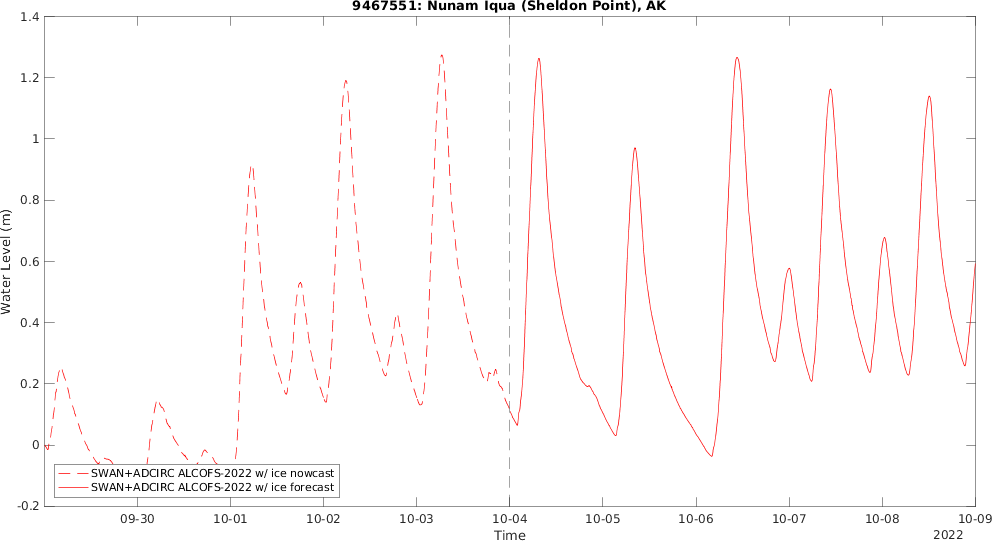 9467551: Nunam Iqua (Sheldon Point), AK
1.4
1.2
1
0.8
0.6
0.4
0.2
0
-0.2
Water Level (m)
SWAN+ADCIRC ALCOFS-2022 w/ ice nowcast
SWAN+ADCIRC ALCOFS-2022 w/ ice forecast
09-30 10-01 10-02 10-03 10-04 10-05 10-06 10-07 10-08 10-09
Time
2022